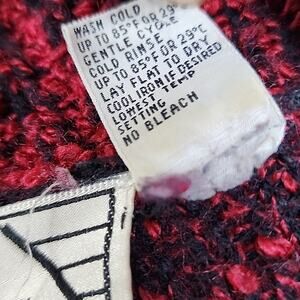 WASH COLD
UP TO 85°F OR 29°
GENTLE CYCLE
COLD RINSE
UP TO 85°F OR 29°C
LAY FLAT TO DRY
COOL IRON IF DESIRED
LOWEST TEMP
SETTING
NO BLEACH